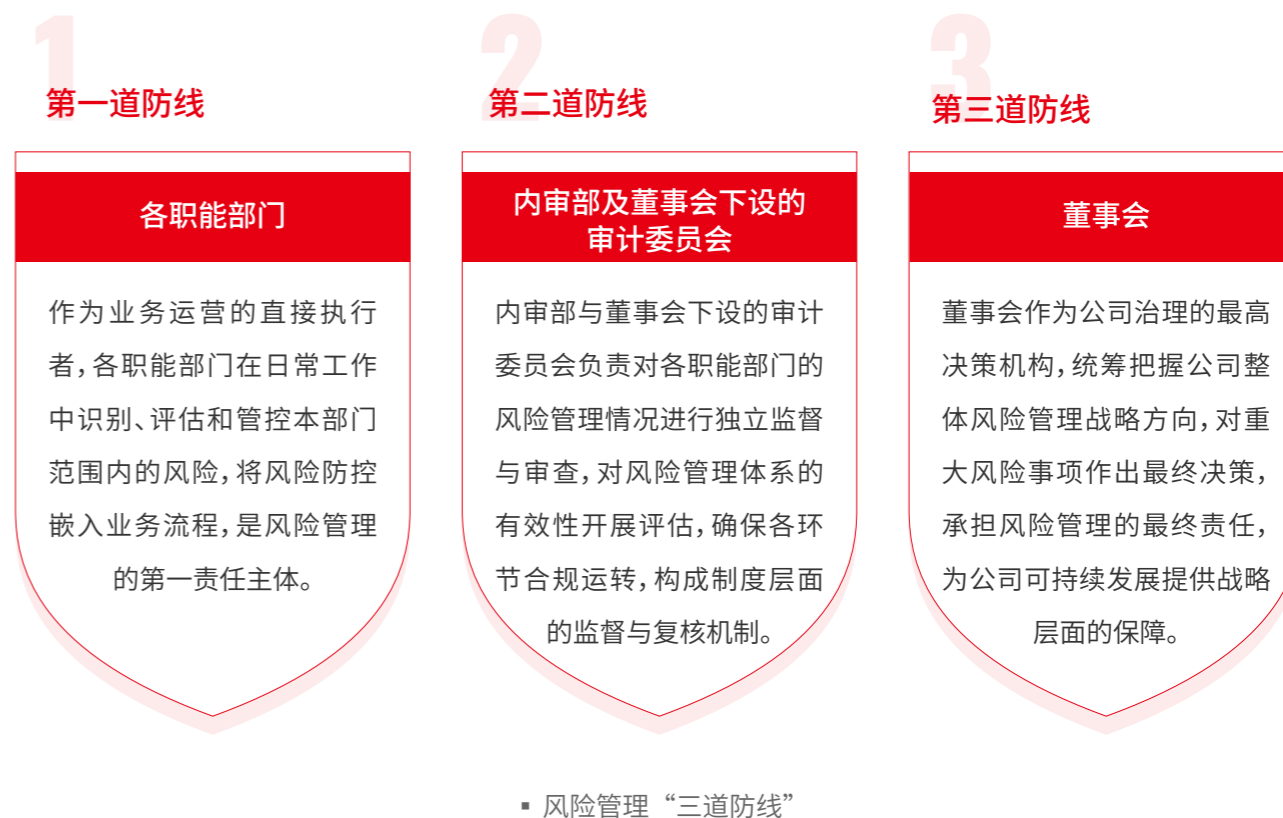 1
第一道防线
各职能部门
作为业务运营的直接执行
者,各职能部门在日常工作
中识别、评估和管控本部门
范围内的风险,将风险防控
嵌入业务流程,是风险管理
的第一责任主体。
2
第二道防线
内审部及董事会下设的
审计委员会
内审部与董事会下设的审计
委员会负责对各职能部门的
风险管理情况进行独立监督
与审查,对风险管理体系的
有效性开展评估,确保各环
节合规运转,构成制度层面
的监督与复核机制。
3
第三道防线
董事会
董事会作为公司治理的最高
决策机构,统筹把握公司整
体风险管理战略方向,对重
大风险事项作出最终决策,
承担风险管理的最终责任,
为公司可持续发展提供战略
层面的保障。
▪ 风险管理“三道防线”